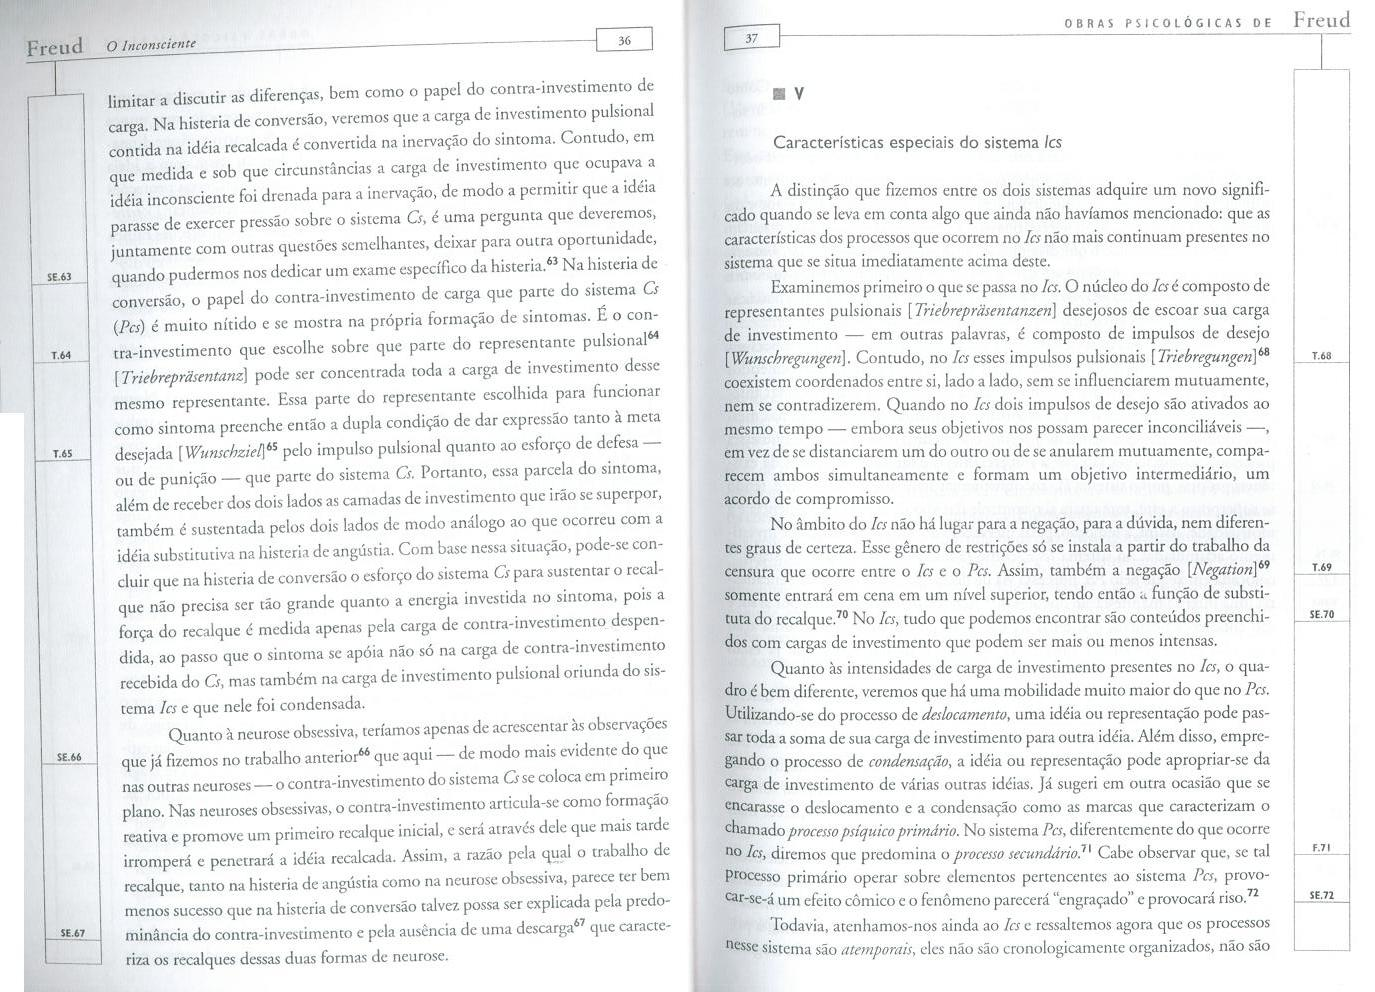 Freud O Inconsciente 36
limitar a discutir as diferenças, bem como o papel do contra-investimento de
carga. Na histeria de conversão, veremos que a carga de investimento pulsional
contida na idéia recalcada é convertida na inervação do sintoma. Contudo, em
que medida e sob que circunstâncias a carga de investimento que ocupava a
idéia inconsciente foi drenada para a inervação, de modo a permitir que a idéia
parasse de exercer pressão sobre o sistema Cs, é uma pergunta que deveremos,
juntamente com outras questões semelhantes, deixar para outra oportunidade,
SE.63
quando pudermos nos dedicar um exame específico da histeria.63 Na histeria de
conversão, o papel do contra-investimento de carga que parte do sistema Cs
(Pcs) é muito nítido e se mostra na própria formação de sintomas. É o con-
T.64
tra-investimento que escolhe sobre que parte do representante pulsional64
[Triebrepräsentanz] pode ser concentrada toda a carga de investimento desse
mesmo representante. Essa parte do representante escolhida para funcionar
como sintoma preenche então a dupla condição de dar expressão tanto à meta
T.65
desejada [Wunschziel]65 pelo impulso pulsional quanto ao esforço de defesa —
ou de punição — que parte do sistema Cs. Portanto, essa parcela do sintoma,
além de receber dos dois lados as camadas de investimento que irão se superpor,
também é sustentada pelos dois lados de modo análogo ao que ocorreu com a
idéia substitutiva na histeria de angústia. Com base nessa situação, pode-se con-
cluir que na histeria de conversão o esforço do sistema Cs para sustentar o recal-
que não precisa ser tão grande quanto a energia investida no sintoma, pois a
força do recalque é medida apenas pela carga de contra-investimento despen-
dida, ao passo que o sintoma se apóia não só na carga de contra-investimento
recebida do Cs, mas também na carga de investimento pulsional oriunda do sis-
tema Ics e que nele foi condensada.
Quanto à neurose obsessiva, teríamos apenas de acrescentar às observações
SE.66
que já fizemos no trabalho anterior66 que aqui — de modo mais evidente do que
nas outras neuroses — o contra-investimento do sistema Cs se coloca em primeiro
plano. Nas neuroses obsessivas, o contra-investimento articula-se como formação
reativa e promove um primeiro recalque inicial, e será através dele que mais tarde
irromperá e penetrará a idéia recalcada. Assim, a razão pela qual o trabalho de
recalque, tanto na histeria de angústia como na neurose obsessiva, parece ter bem
menos sucesso que na histeria de conversão talvez possa ser explicada pela predo-
SE.67
minância do contra-investimento e pela ausência de uma descarga67 que caracte-
riza os recalques dessas duas formas de neurose.
37 OBRAS PSICOLÓGICAS DE Freud
V
Características especiais do sistema Ics
A distinção que fizemos entre os dois sistemas adquire um novo signifi-
cado quando se leva em conta algo que ainda não havíamos mencionado: que as
características dos processos que ocorrem no Ics não mais continuam presentes no
sistema que se situa imediatamente acima deste.
Examinemos primeiro o que se passa no Ics. O núcleo do Ics é composto de
representantes pulsionais [Triebrepräsentanzen] desejosos de escoar sua carga
de investimento — em outras palavras, é composto de impulsos de desejo
[Wunschregungen]. Contudo, no Ics esses impulsos pulsionais [Triebregungen]68
T.68
coexistem coordenados entre si, lado a lado, sem se influenciarem mutuamente,
nem se contradizerem. Quando no Ics dois impulsos de desejo são ativados ao
mesmo tempo — embora seus objetivos nos possam parecer inconciliáveis —,
em vez de se distanciarem um do outro ou de se anularem mutuamente, compa-
recem ambos simultaneamente e formam um objetivo intermediário, um
acordo de compromisso.
No âmbito do Ics não há lugar para a negação, para a dúvida, nem diferen-
tes graus de certeza. Esse gênero de restrições só se instala a partir do trabalho da
censura que ocorre entre o Ics e o Pcs. Assim, também a negação [Negation]69
T.69
somente entrará em cena em um nível superior, tendo então a função de substi-
tuta do recalque.70 No Ics, tudo que podemos encontrar são conteúdos preenchi-
SE.70
dos com cargas de investimento que podem ser mais ou menos intensas.
Quanto às intensidades de carga de investimento presentes no Ics, o qua-
dro é bem diferente, veremos que há uma mobilidade muito maior do que no Pcs.
Utilizando-se do processo de deslocamento, uma idéia ou representação pode pas-
sar toda a soma de sua carga de investimento para outra idéia. Além disso, empre-
gando o processo de condensação, a idéia ou representação pode apropriar-se da
carga de investimento de várias outras idéias. Já sugeri em outra ocasião que se
encarasse o deslocamento e a condensação como as marcas que caracterizam o
chamado processo psíquico primário. No sistema Pcs, diferentemente do que ocorre
no Ics, diremos que predomina o processo secundário.71 Cabe observar que, se tal
F.71
processo primário operar sobre elementos pertencentes ao sistema Pcs, provo-
car-se-á um efeito cômico e o fenômeno parecerá “engraçado” e provocará riso.72
SE.72
Todavia, atenhamos-nos ainda ao Ics e ressaltemos agora que os processos
nesse sistema são atemporais, eles não são cronologicamente organizados, não são